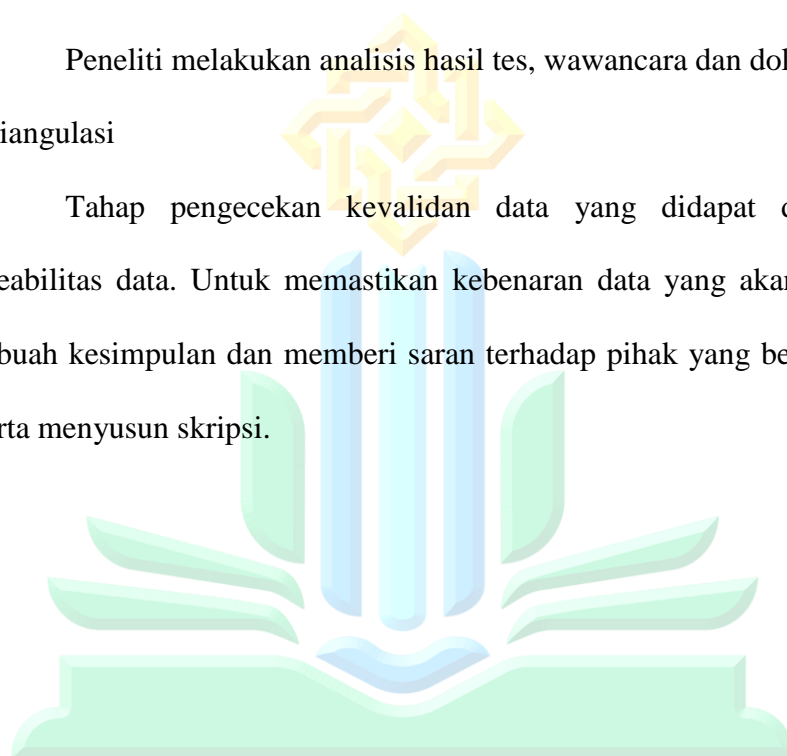 Peneliti melakukan analisis hasil tes, wawancara dan dol
iangulasi
Tahap pengecekan kevalidan data yang didapat d
eabilitas data. Untuk memastikan kebenaran data yang akan
buah kesimpulan dan memberi saran terhadap pihak yang be
rta menyusun skripsi.